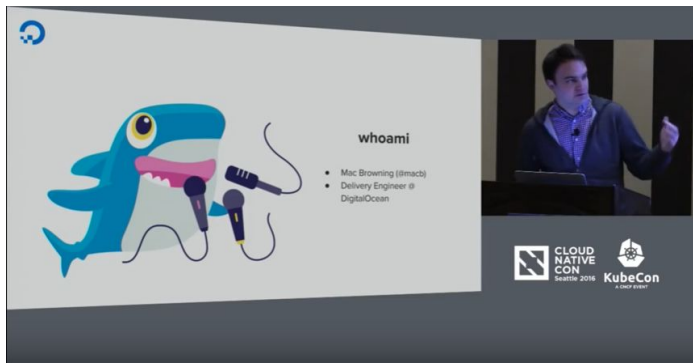 whoami
Mac Browning (@macb)
Delivery Engineer @
DigitalOcean
CLOUD
NATIVE
CON
Seattle 2016
KubeCon
A CNCF EVENT